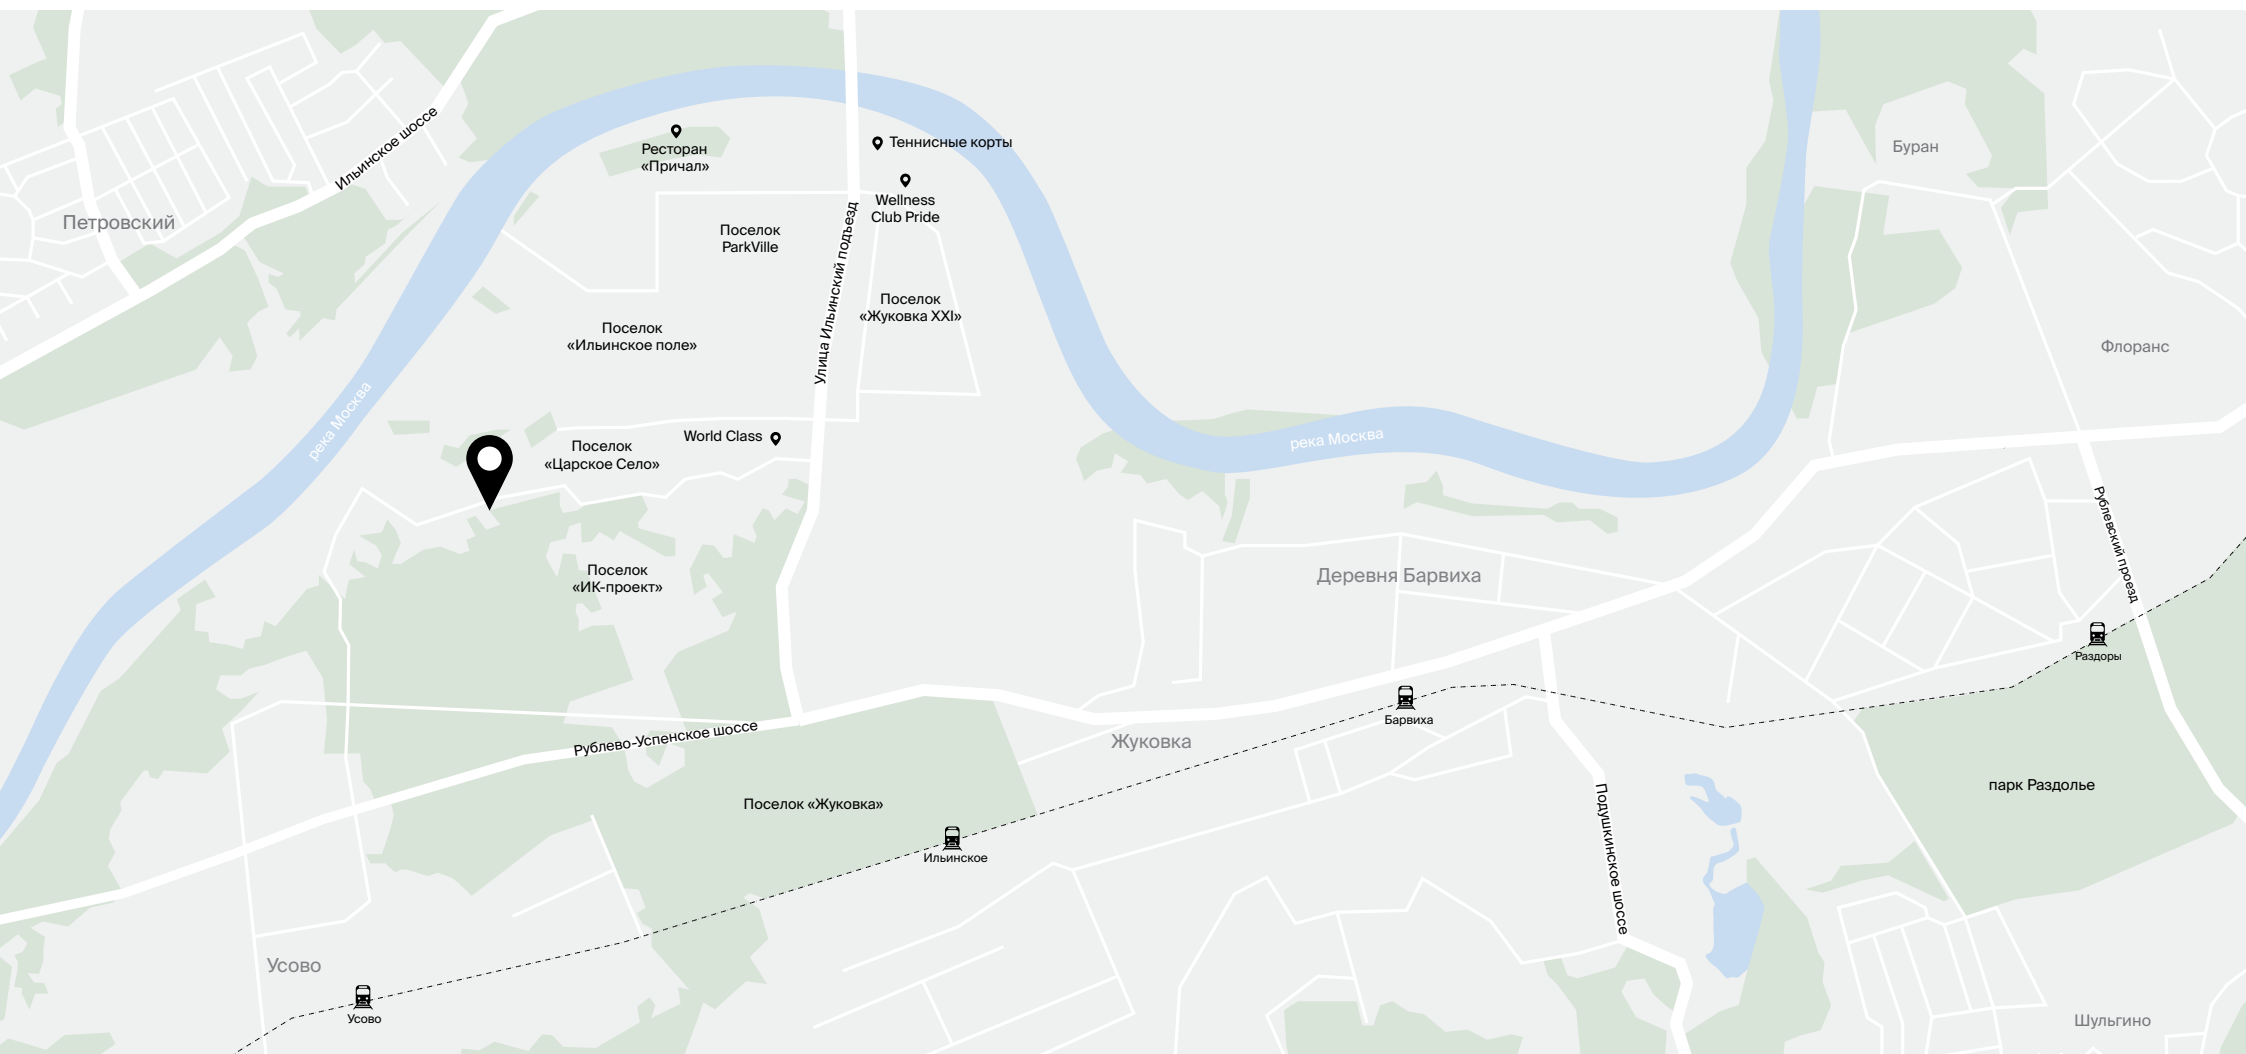 Ильинское шоссе
Ресторан
«Причал»
Теннисные корты
Буран
Wellness
Club Pride
Петровский
Поселок
ParkVille
Улица Ильинский подъезд
Поселок
«Жуковка XXI»
Поселок
«Ильинское поле»
Флоранс
река Москва
World Class
река Москва
Поселок
«Царское Село»
Рублевский проезд
Поселок
«ИК-проект»
Деревня Барвиха
Раздоры
Барвиха
Рублево-Успенское шоссе
Жуковка
парк Раздолье
Поселок «Жуковка»
Подушкинское шоссе
Ильинское
Усово
Усово
Шульгино